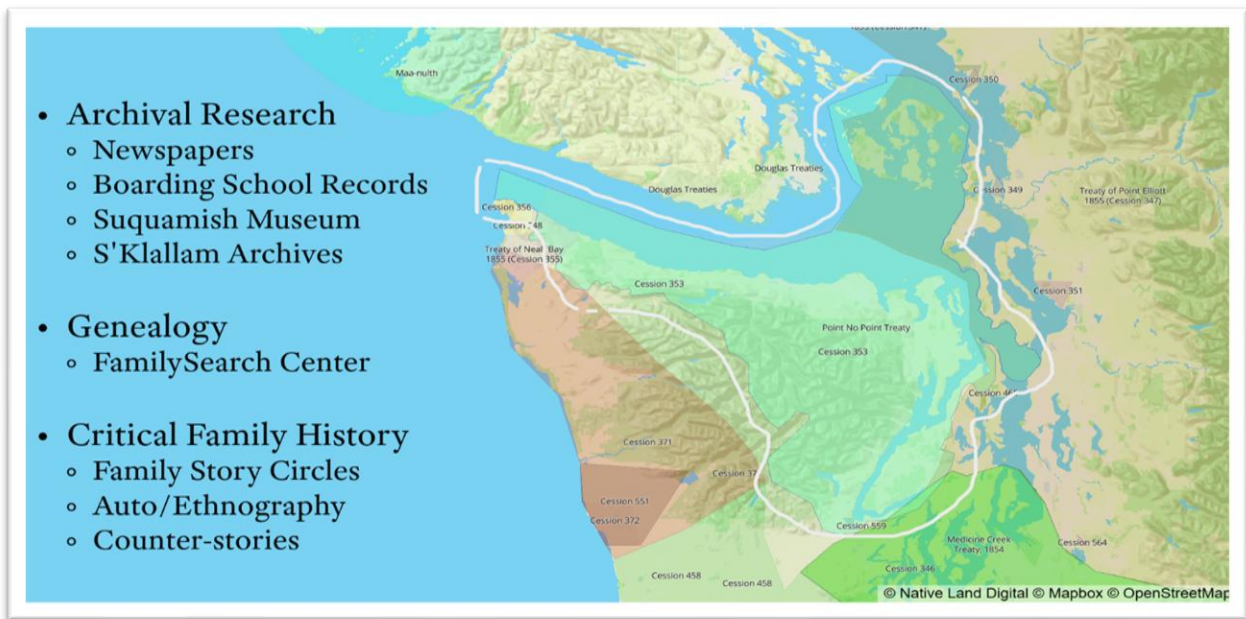 • Archival Research
◦ Newspapers
◦ Boarding School Records
◦ Suquamish Museum
◦ S'Klallam Archives
• Genealogy
◦ FamilySearch Center
• Critical Family History
◦ Family Story Circles
◦ Auto/Ethnography
◦ Counter-stories
Maa-nulth
Cession 350
Douglas Treaties
Douglas Treaties
Cession 349
Treaty of Point Elliott
1855 (Cession 347)
Cession 356
Treaty of Neah Bay
1855 (Cession 355)
Cession 353
Cession 351
Point No Point Treaty
Cession 353
Cession 371
Cession
Cession 551
Cession 372
Cession 559
Medicine Creek
Treaty, 1854
Cession 564
Cession 346
Cession 458
Cession 458
© Native Land Digital © Mapbox © OpenStreetMap